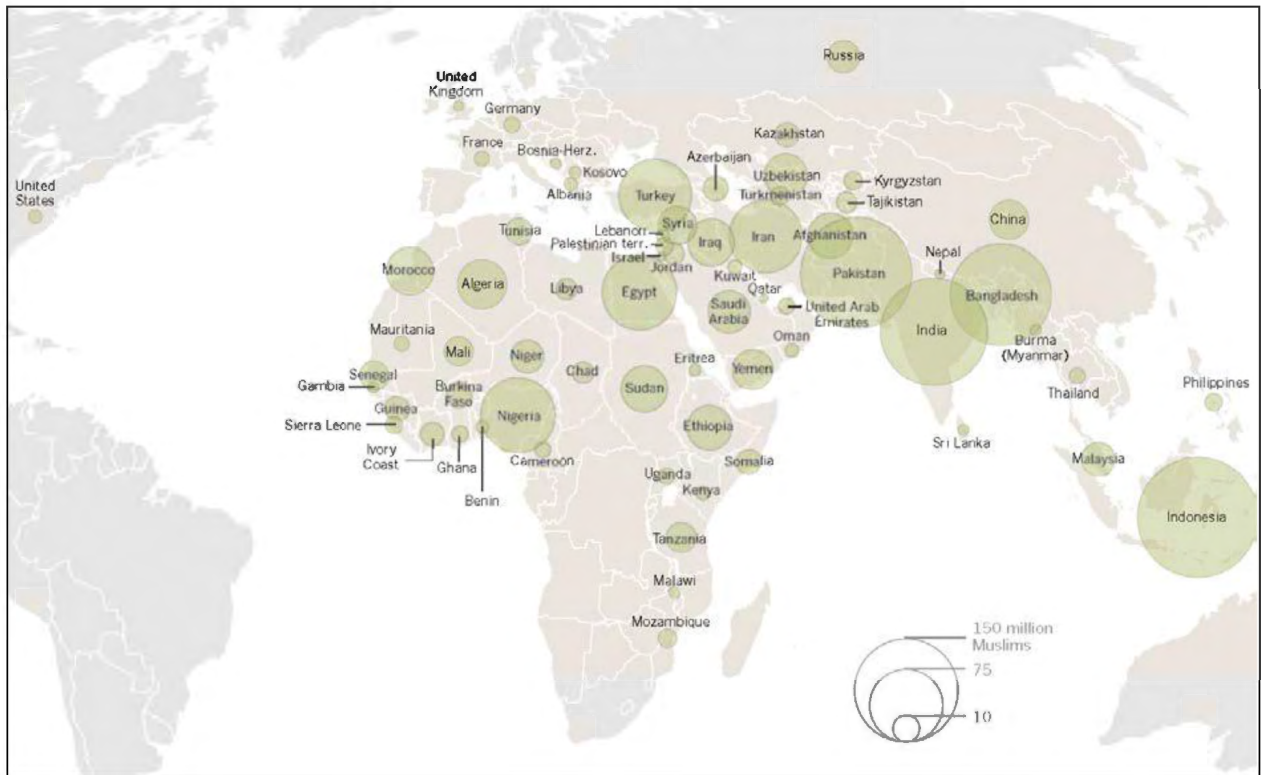 Russia
United
Kingdom
Germany
Kazakhstan
France
Bosnia-Herz.
Azerbaijan
Uzbekistan
Kosovo
Kyrgyzstan
United
States
Albania
Turkey
Turkmenistan
Tajikistan
China
Tunisia
Syria
Lebanorr
Palestinian terr.
Israel
Iraq
Iran
Afghanistan
Nepal
Morocco
Jordan
Kuwait
Pakistan
Algeria
Libya
Egypt
Qatar
Bangladesh
Saudi
Arabia
United Arab
Emirates
India
Mauritania
Oman
Burma
(Myanmar)
Mali
Niger
Chad
Eritrea
Yemen
Senegal
Gambia
Burkina
Faso
Sudan
Thailand
Philippines
Guinea
Nigeria
Ethiopia
Sierra Leone
Sri Lanka
Ivory
Coast
Ghana
Cameroon
Somalia
Malaysia
Uganda
Benin
Kenya
Indonesia
Tanzania
Malawi
Mozambique
150 million
Muslims
75
10